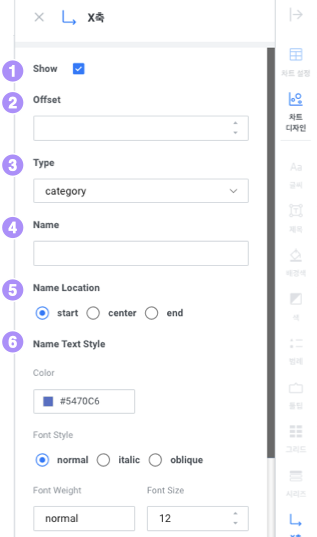 X축
1 Show
2 Offset
3 Type
category
4 Name
5 Name Location
start center end
6 Name Text Style
Color
#5470C6
Font Style
normal italic oblique
Font Weight Font Size
normal 12
차트 설정
차트
디자인
Aa
글씨
제목
배경색
색
범례
툴팁
그리드
시리즈
X축